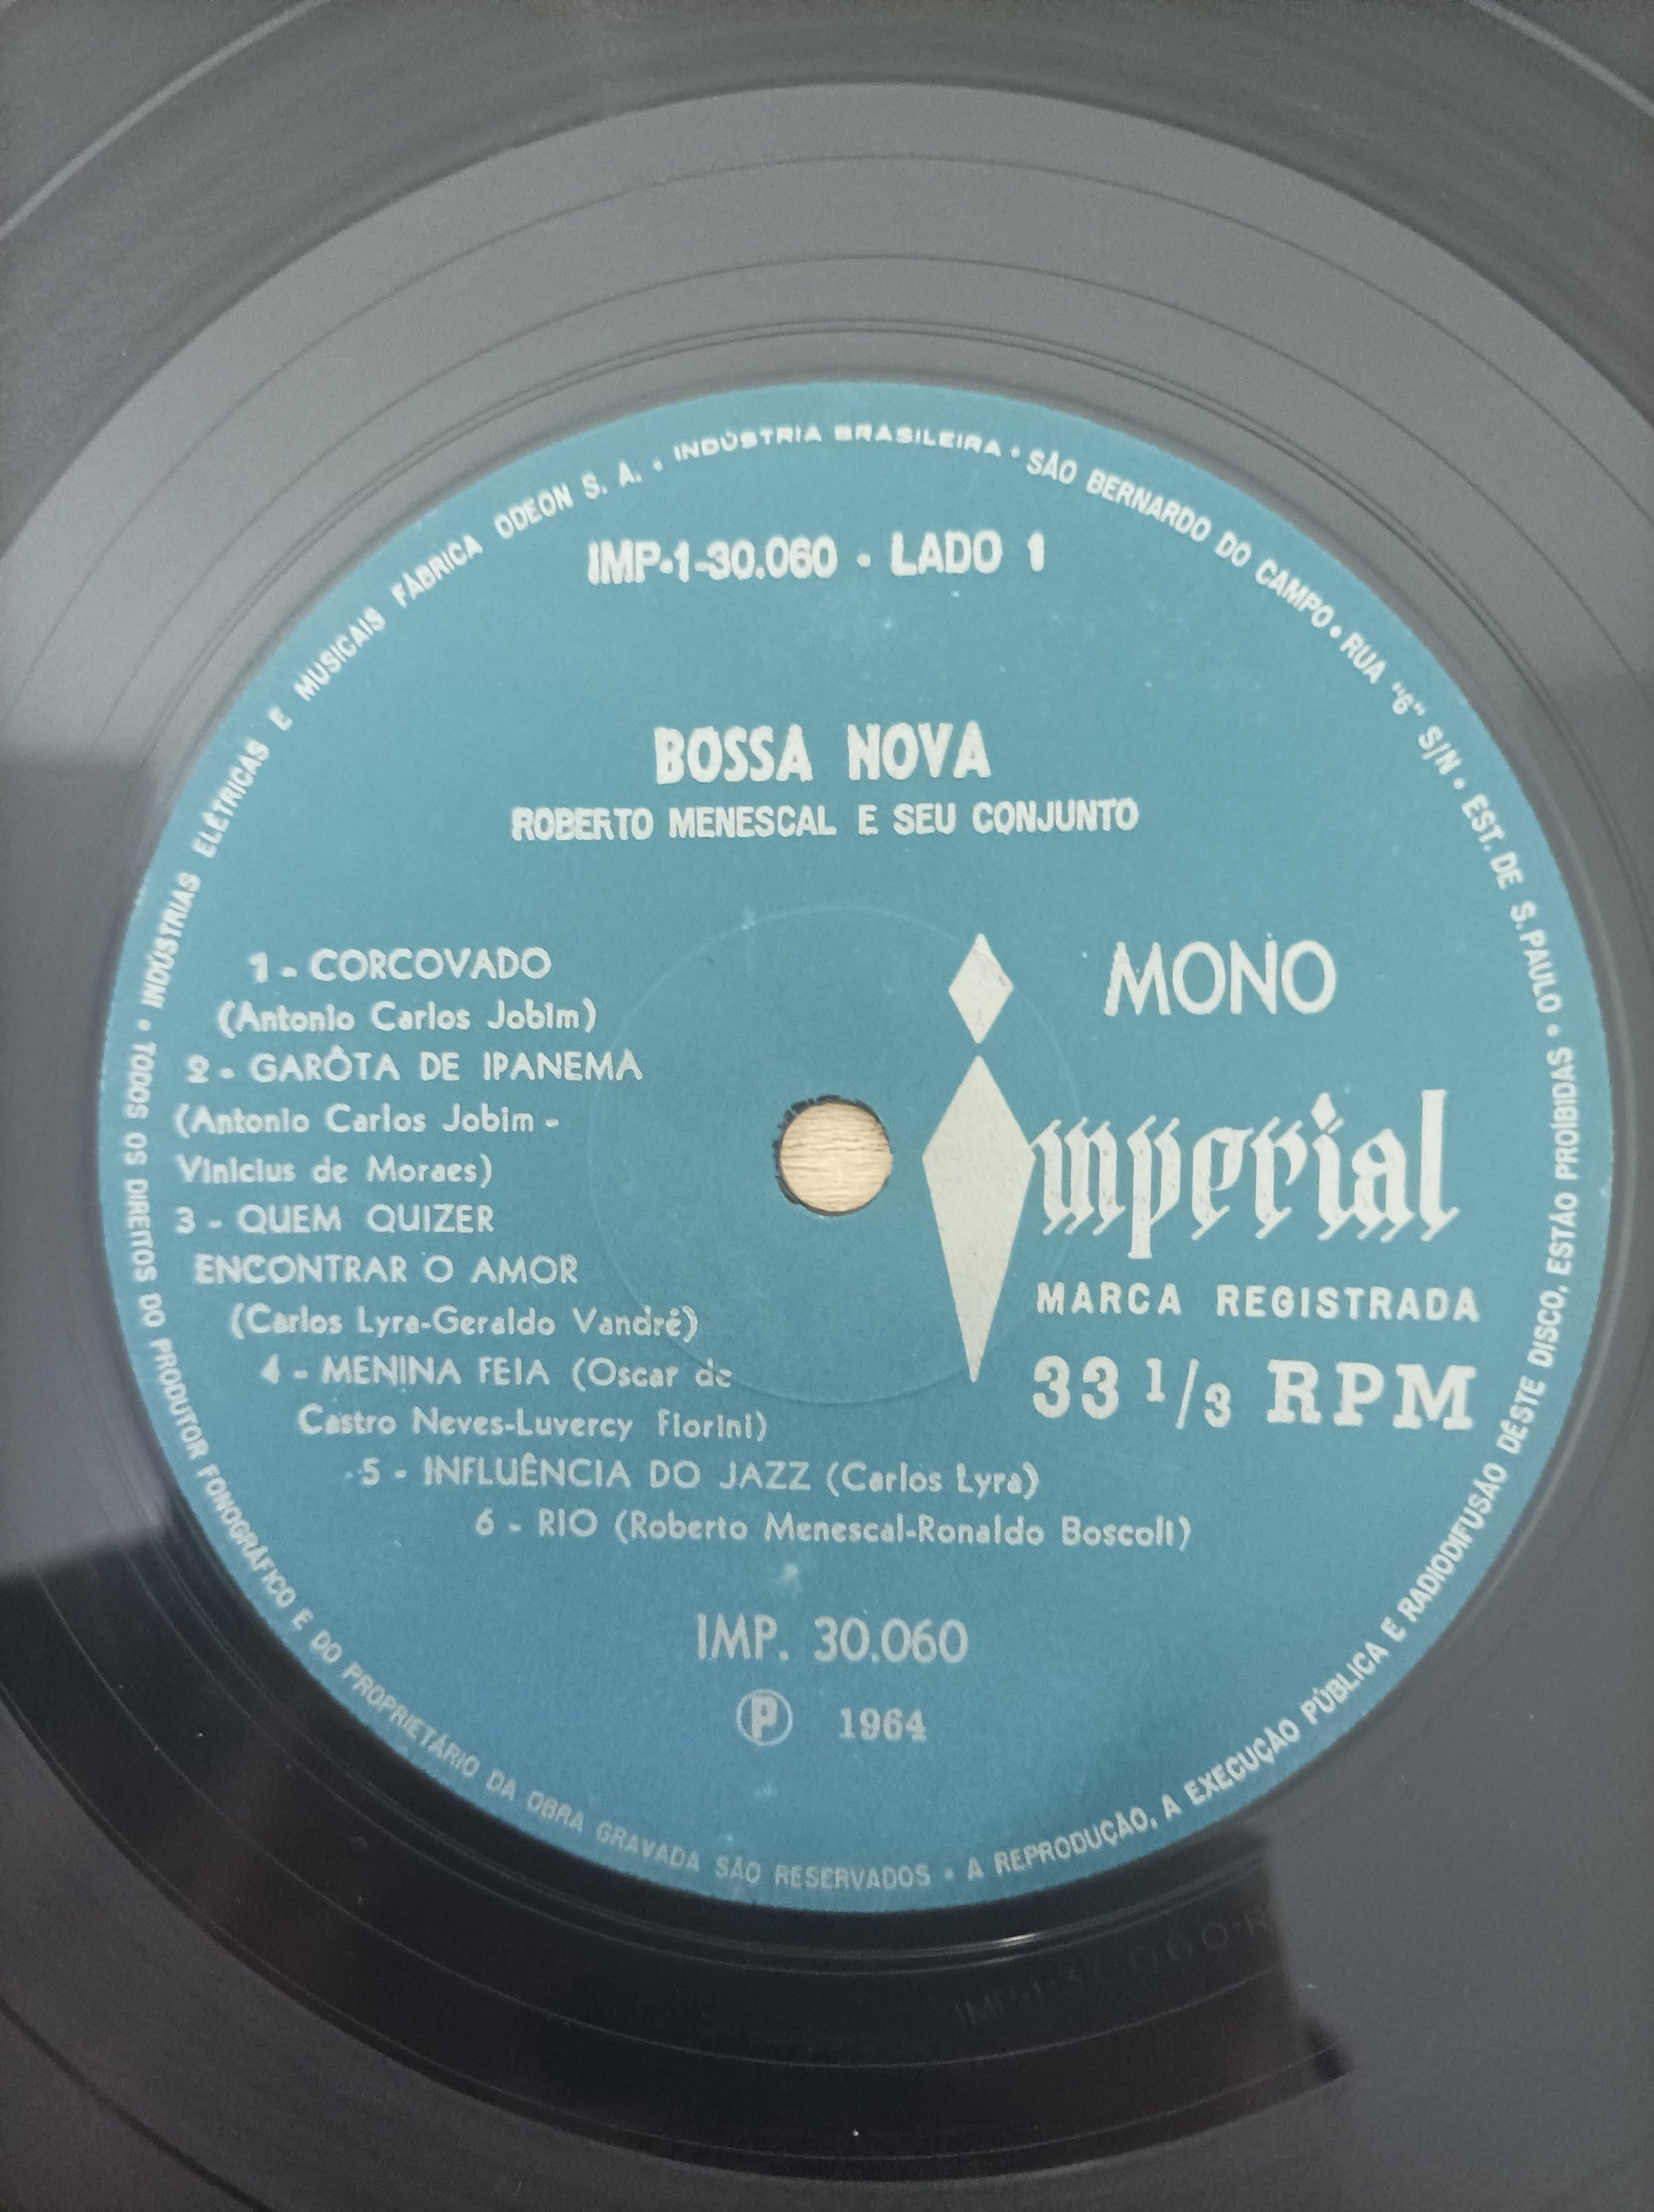 • INDÚSTRIAS ELÉTRICAS E MUSICAIS FÁBRICA ODEON S. A. • INDÚSTRIA BRASILEIRA • SÃO BERNARDO DO CAMPO • RUA "6" S/N • EST. DE S. PAULO •
IMP-1-30.060 • LADO 1
BOSSA NOVA
ROBERTO MENESCAL E SEU CONJUNTO
1 - CORCOVADO
(Antonio Carlos Jobim)
2 - GARÔTA DE IPANEMA
(Antonio Carlos Jobim -
Vinicius de Moraes)
3 - QUEM QUIZER
ENCONTRAR O AMOR
(Carlos Lyra-Geraldo Vandré)
4 - MENINA FEIA (Oscar de
Castro Neves-Luvercy Fiorini)
5 - INFLUÊNCIA DO JAZZ (Carlos Lyra)
6 - RIO (Roberto Menescal-Ronaldo Boscoli)
MONO
Imperial
MARCA REGISTRADA
33 1/3 RPM
IMP. 30.060
Ⓟ 1964
TODOS OS DIREITOS DO PRODUTOR FONOGRÁFICO E DO PROPRIETÁRIO DA OBRA GRAVADA SÃO RESERVADOS • A REPRODUÇÃO, A EXECUÇÃO PÚBLICA E RADIODIFUSÃO DÊSTE DISCO, ESTÃO PROIBIDAS